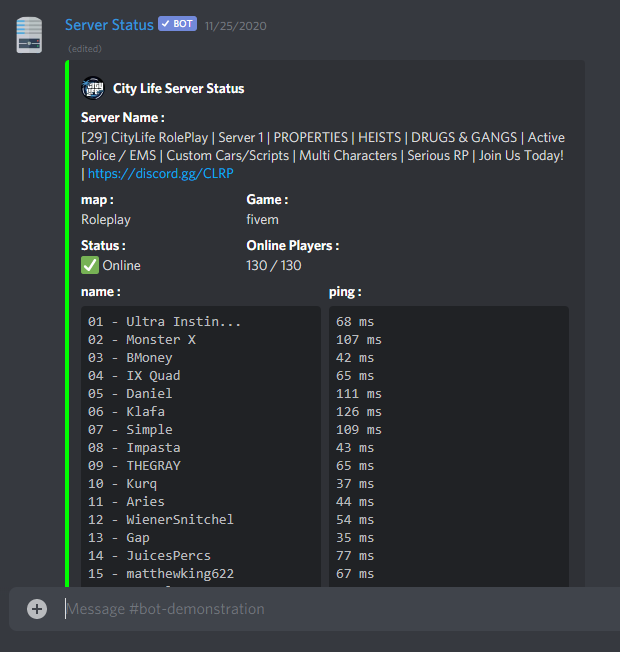 Server Status ✓ BOT 11/25/2020
(edited)
City Life Server Status
Server Name :
[29] CityLife RolePlay | Server 1 | PROPERTIES | HEISTS | DRUGS & GANGS | Active
Police / EMS | Custom Cars/Scripts | Multi Characters | Serious RP | Join Us Today!
| https://discord.gg/CLRP
map : Game :
Roleplay fivem
Status : Online Players :
✅ Online 130 / 130
name : ping :
01 - Ultra Instin... 68 ms
02 - Monster X 107 ms
03 - BMoney 42 ms
04 - IX Quad 65 ms
05 - Daniel 111 ms
06 - Klafa 126 ms
07 - Simple 109 ms
08 - Impasta 43 ms
09 - THEGRAY 65 ms
10 - Kurq 37 ms
11 - Aries 44 ms
12 - WienerSnitchel 54 ms
13 - Gap 35 ms
14 - JuicesPercs 77 ms
15 - matthewking622 67 ms
Message #bot-demonstration